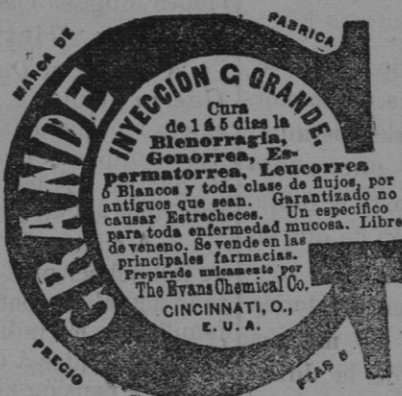 MARCA DE
FABRICA
GRANDE
INYECCION G GRANDE.
Cura
de 1 á 5 dias la
Blenorragia,
Gonorrea, Es-
permatorrea, Leucorrea
ó Blancos y toda clase de flujos, por
antiguos que sean. Garantizado no
causar Estrecheces. Un especifico
para toda enfermedad mucosa. Libre
de veneno. Se vende en las
principales farmacias.
Preparado unicamente por
The Evans Chemical Co.
CINCINNATI, O.,
E. U. A.
PRECIO
PTAS 5